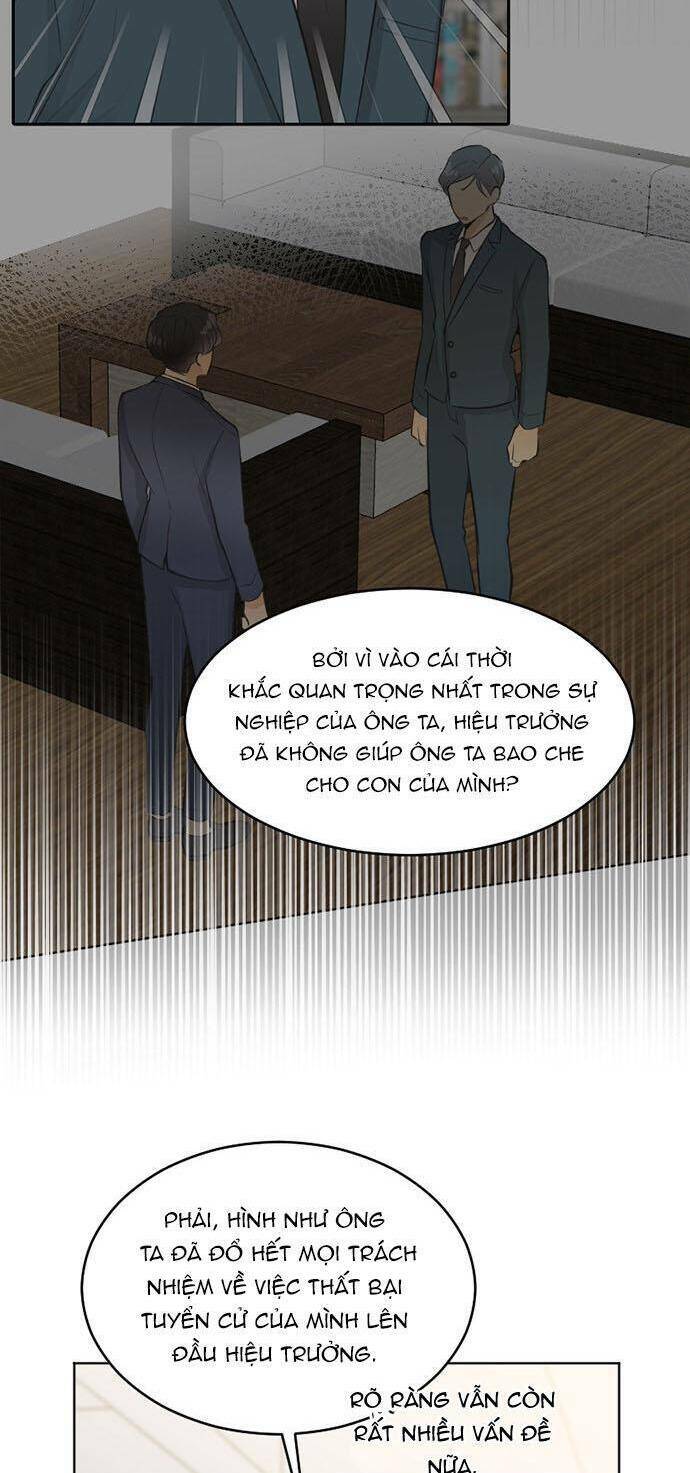 BỞI VÌ VÀO CÁI THỜI
KHẮC QUAN TRỌNG NHẤT TRONG SỰ
NGHIỆP CỦA ÔNG TA, HIỆU TRƯỞNG
ĐÃ KHÔNG GIÚP ÔNG TA BAO CHE
CHO CON CỦA MÌNH?
PHẢI, HÌNH NHƯ ÔNG
TA ĐÃ ĐỔ HẾT MỌI TRÁCH
NHIỆM VỀ VIỆC THẤT BẠI
TUYỂN CỬ CỦA MÌNH LÊN
ĐẦU HIỆU TRƯỞNG.
RÕ RÀNG VẪN CÒN
RẤT NHIỀU VẤN ĐỀ
NỮA.